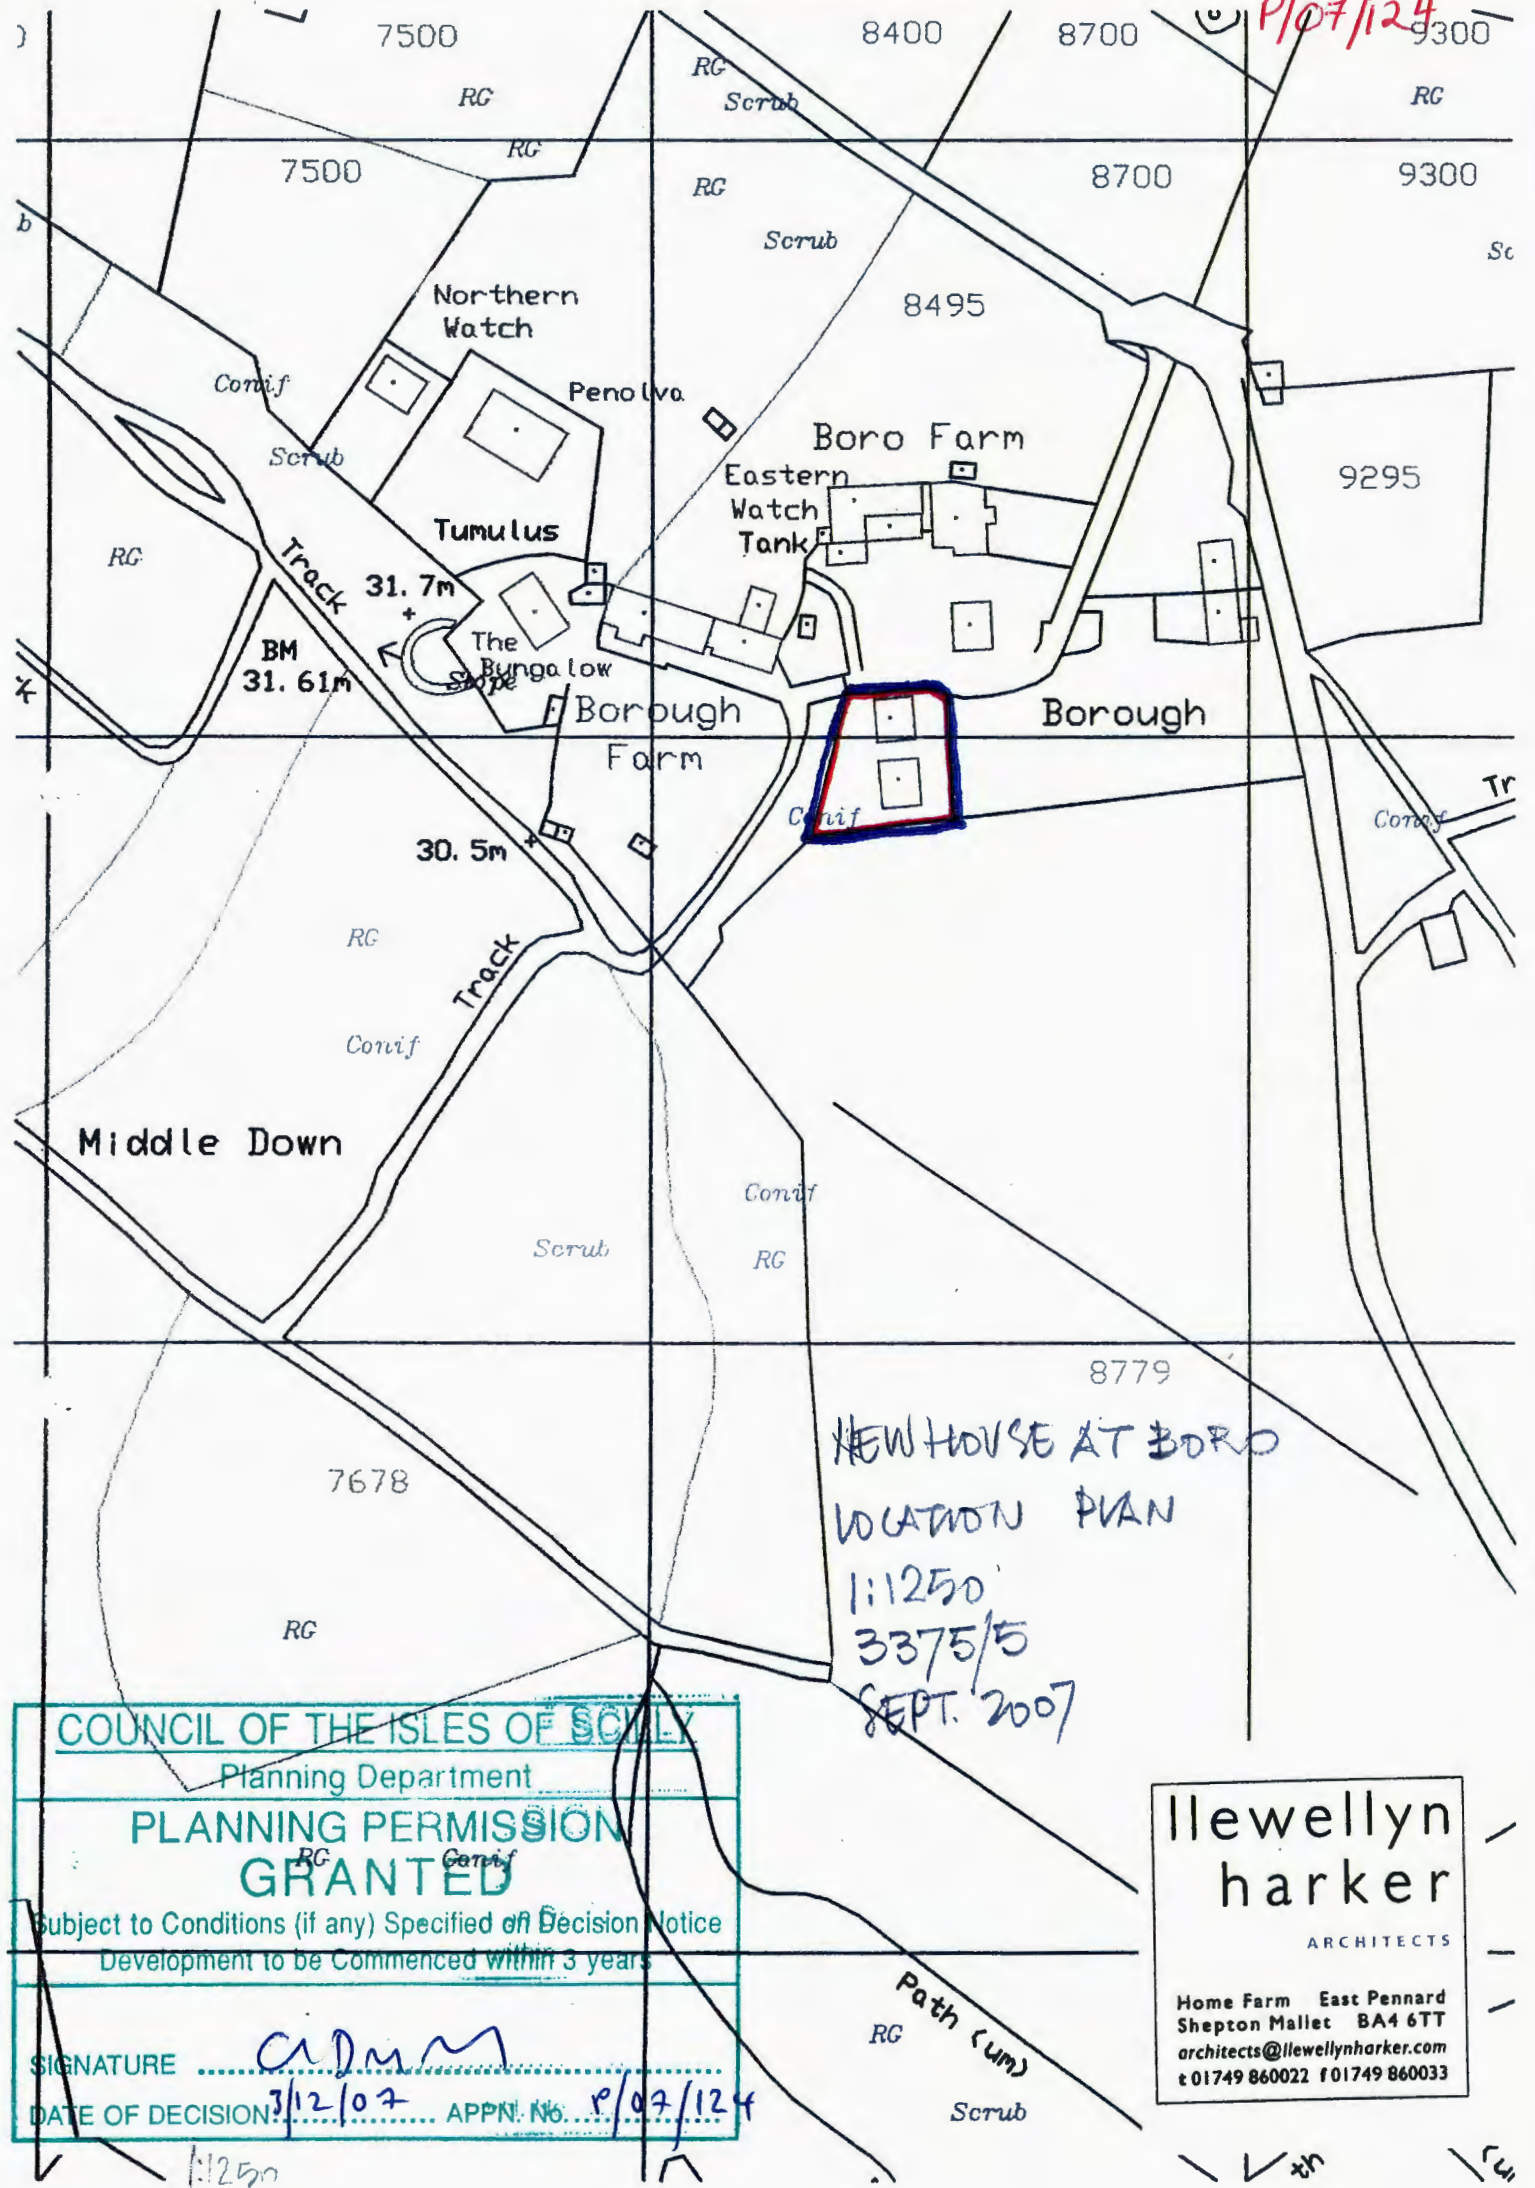 P/07/124
7500
8400
8700
9300
RG
RG
Scrub
RG
RG
7500
RG
8700
9300
b
Scrub
Sc
Northern
Watch
8495
Conif
Penolva
Boro Farm
Scrub
Eastern
Watch
Tank
9295
Tumulus
RG
Track
31.7m
BM
31.61m
The
Bungalow
Slope
Borough
Farm
Borough
Conif
Tr
Conif
30.5m
RG
Track
Conif
Middle Down
Conif
Scrub
RG
8779
NEW HOUSE AT BORO
LOCATION PLAN
1:1250
3375/5
SEPT. 2007
7678
RG
COUNCIL OF THE ISLES OF SCILLY
Planning Department
PLANNING PERMISSION
GRANTED
RG
Conif
Subject to Conditions (if any) Specified on Decision Notice
Development to be Commenced within 3 years
SIGNATURE
DATE OF DECISION 3/12/07 APPN. No. P/07/124
1:1250
llewellyn
harker
ARCHITECTS
Home Farm East Pennard
Shepton Mallet BA4 6TT
architects@llewellynharker.com
t 01749 860022 f 01749 860033
Path (um)
RG
Scrub
th